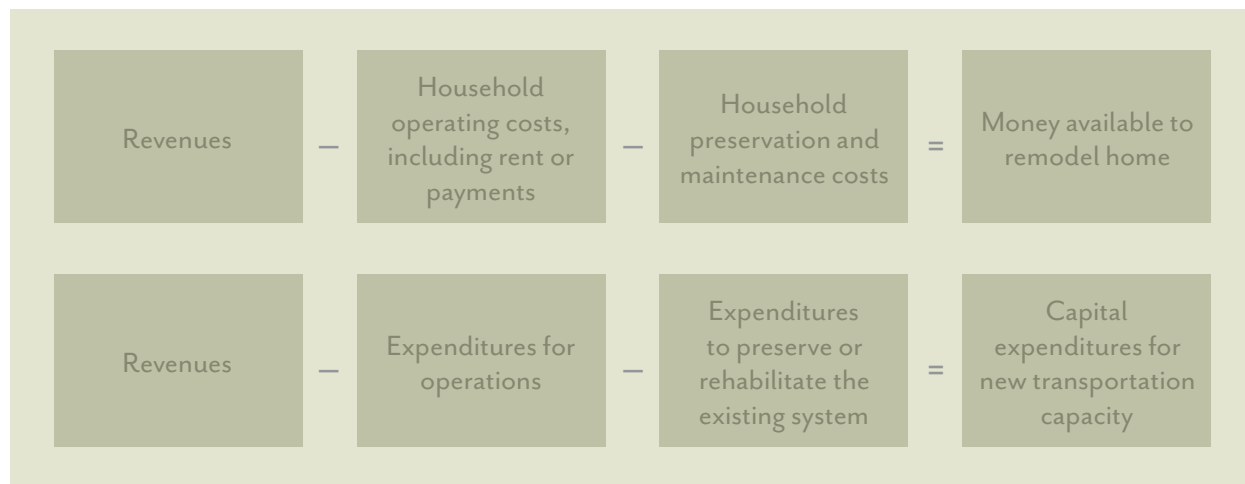 Revenues
–
Household
operating costs,
including rent or
payments
–
Household
preservation and
maintenance costs
=
Money available to
remodel home
Revenues
–
Expenditures for
operations
–
Expenditures
to preserve or
rehabilitate the
existing system
=
Capital
expenditures for
new transportation
capacity